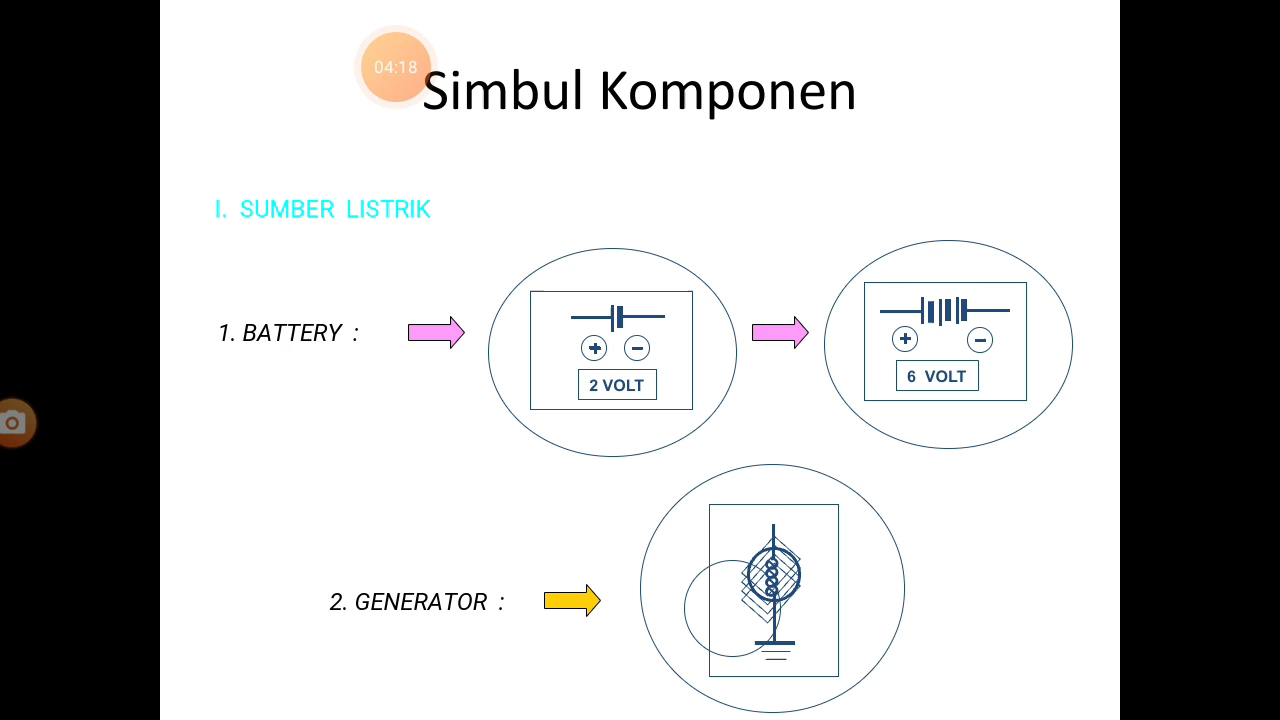 04:18
Simbul Komponen
I. SUMBER LISTRIK
1. BATTERY :
+ −
2 VOLT
+ −
6 VOLT
2. GENERATOR :